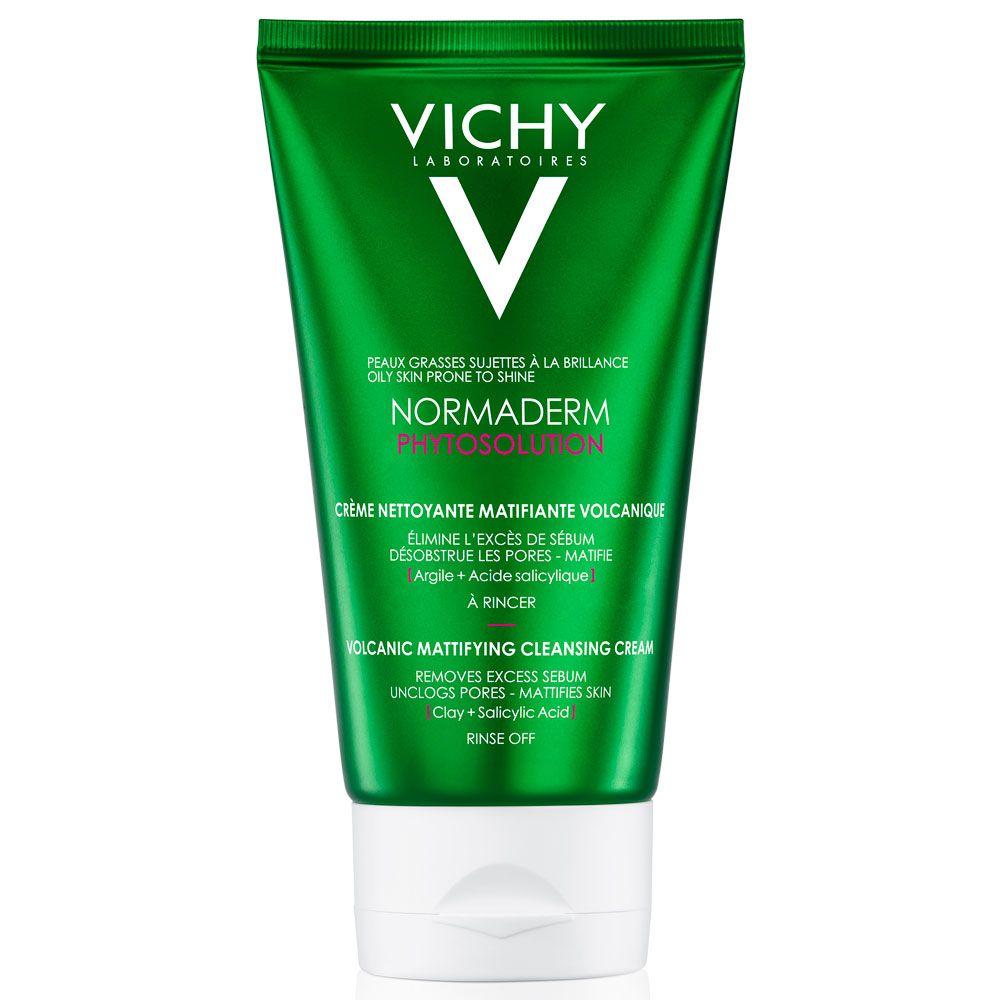 VICHY
LABORATOIRES
V
PEAUX GRASSES SUJETTES À LA BRILLANCE
OILY SKIN PRONE TO SHINE
NORMADERM
PHYTOSOLUTION
CRÈME NETTOYANTE MATIFIANTE VOLCANIQUE
ÉLIMINE L'EXCÈS DE SÉBUM
DÉSOBSTRUE LES PORES - MATIFIE
[Argile + Acide salicylique]
À RINCER
VOLCANIC MATTIFYING CLEANSING CREAM
REMOVES EXCESS SEBUM
UNCLOGS PORES - MATTIFIES SKIN
[Clay + Salicylic Acid]
RINSE OFF